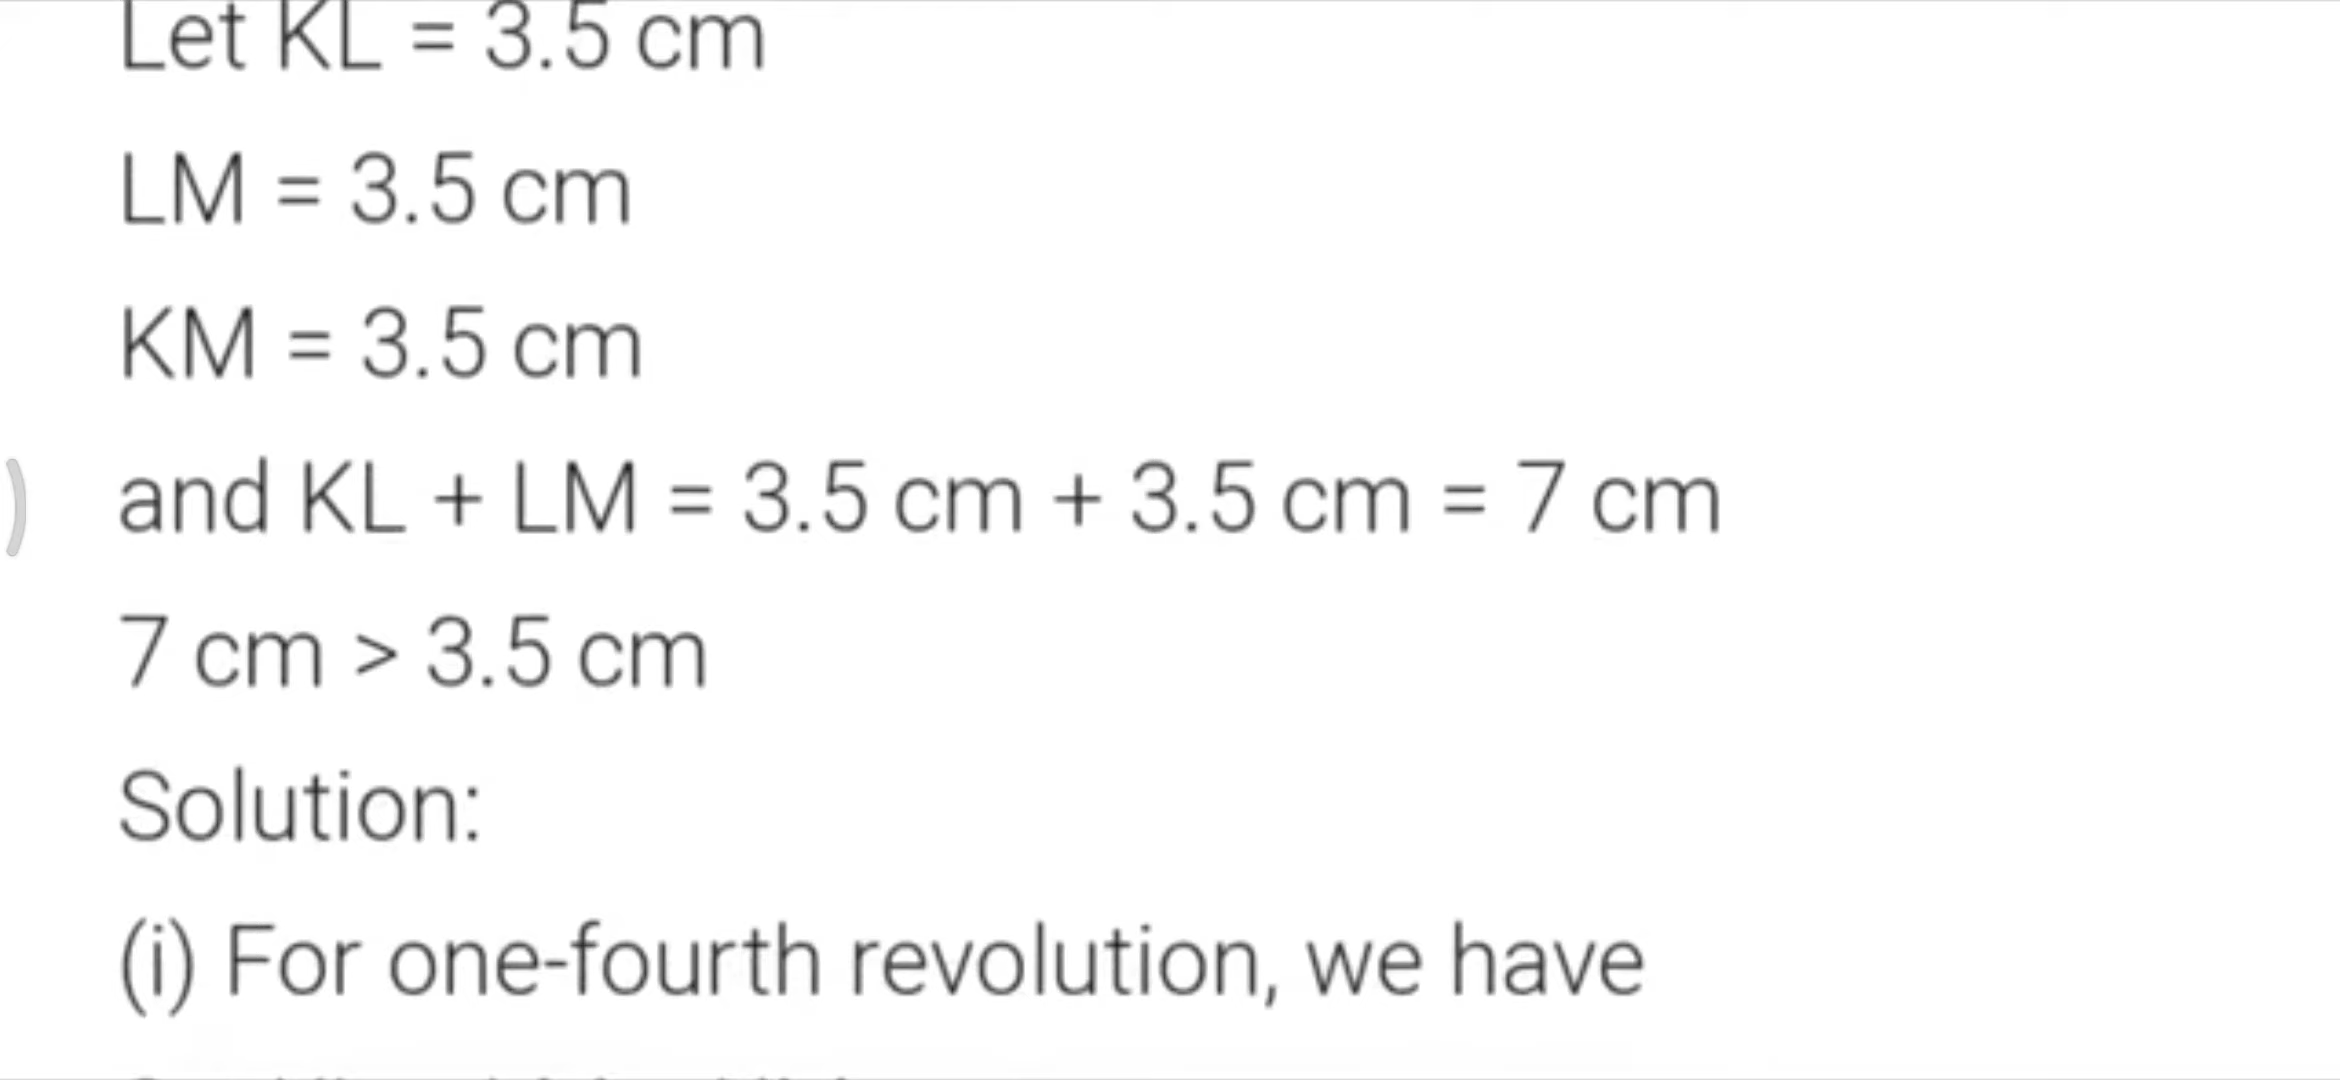 Let KL = 3.5 cm
LM = 3.5 cm
KM = 3.5 cm
and KL + LM = 3.5 cm + 3.5 cm = 7 cm
7 cm > 3.5 cm
Solution:
(i) For one-fourth revolution, we have